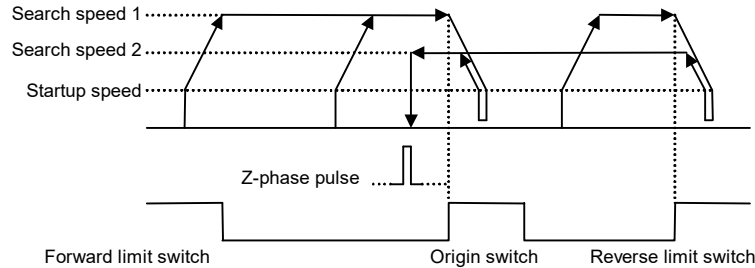 Search speed 1
Search speed 2
Startup speed
Z-phase pulse
Forward limit switch
Origin switch
Reverse limit switch